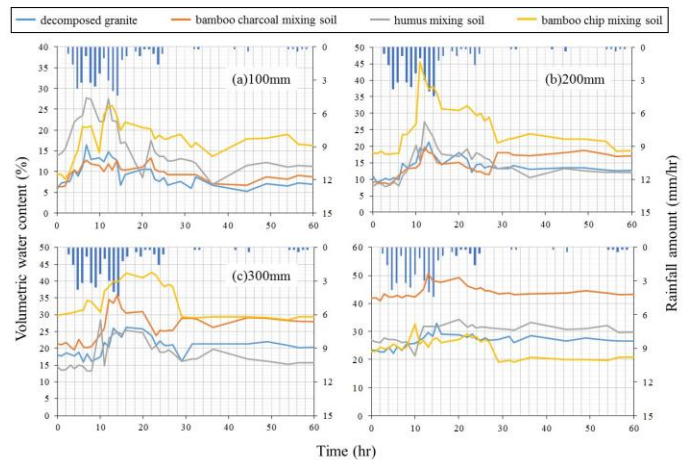 decomposed granite bamboo charcoal mixing soil humus mixing soil bamboo chip mixing soil
40 35 30 25 20 15 10 5 0
(a)100mm
0 3 6 9 12 15
0 10 20 30 40 50 60
50 45 40 35 30 25 20 15 10 5 0
(b)200mm
0 3 6 9 12 15
0 10 20 30 40 50 60
Volumetric water content (%)
Rainfall amount (mm/hr)
50 45 40 35 30 25 20 15 10 5 0
(c)300mm
0 3 6 9 12 15
0 10 20 30 40 50 60
60 50 40 30 20 10 0
0 3 6 9 12 15
0 10 20 30 40 50 60
Time (hr)